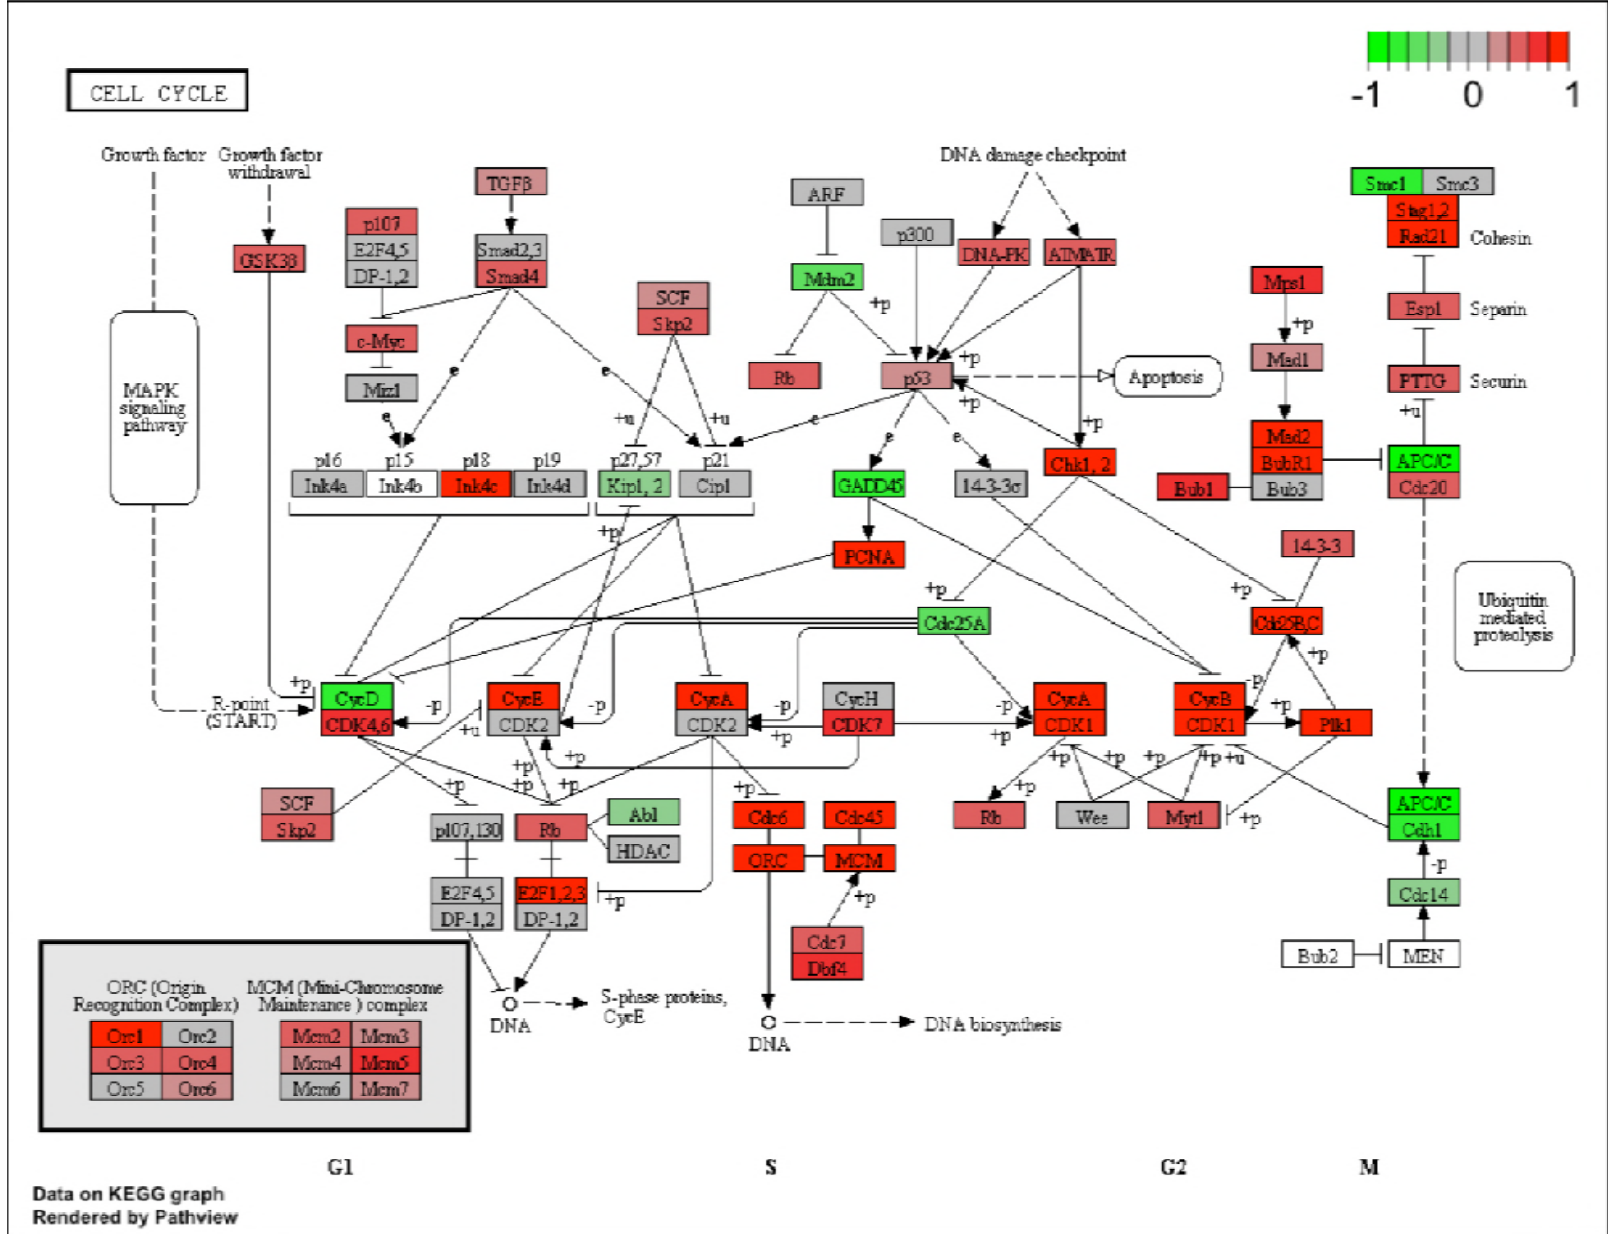 CELL CYCLE
-1 0 1
Growth factor
Growth factor
withdrawal
TGFβ
ARF
DNA damage checkpoint
Smc1 Smc3
Stag1,2
Rad21
Cohesin
p107
E2F4,5
DP-1,2
Smad2,3
Smad4
p300
DNA-PK
ATMATR
GSK3β
Mdm2
+p
Mps1
+p
SCF
Skp2
Esp1
Separin
c-Myc
Miz1
e
e
e
Rb
p53
+p
+p
Apoptosis
Mad1
PTTG
Securin
+u
MAPK
signaling
pathway
+u
+u
e
e
e
+p
Mad2
BubR1
Bub3
Bub1
APC/C
Cdc20
p16
Ink4a
p15
Ink4b
p18
Ink4c
p19
Ink4d
p27,57
Kip1, 2
p21
Cip1
GADD45
14-3-3σ
Chk1, 2
+p
PCNA
14-3-3
+p
+p
Cdc25A
Cdc25B,C
+p
Ubiquitin
mediated
proteolysis
R-point
(START)
+p
CycD
CDK4,6
-p
CycE
CDK2
-p
CycA
CDK2
-p
+p
CycH
CDK7
-p
CycA
CDK1
CycB
CDK1
-p
+p
Plk1
+u
+p
+p
+p
+p
+p
+p
+p
+p
+p
+p
+u
SCF
Skp2
p107,130
Rb
Abl
HDAC
Cdc6
Cdc45
ORC
MCM
Rb
Wee
Myt1
+p
APC/C
Cdh1
-p
E2F4,5
DP-1,2
E2F1,2,3
DP-1,2
+p
+p
Cdc7
Dbf4
Cdc14
Bub2
MEN
ORC (Origin
Recognition Complex)
MCM (Mini-Chromosome
Maintenance ) complex
Orc1 Orc2
Orc3 Orc4
Orc5 Orc6
Mcm2 Mcm3
Mcm4 Mcm5
Mcm6 Mcm7
DNA
S-phase proteins,
CycE
DNA
DNA biosynthesis
G1 S G2 M
Data on KEGG graph
Rendered by Pathview